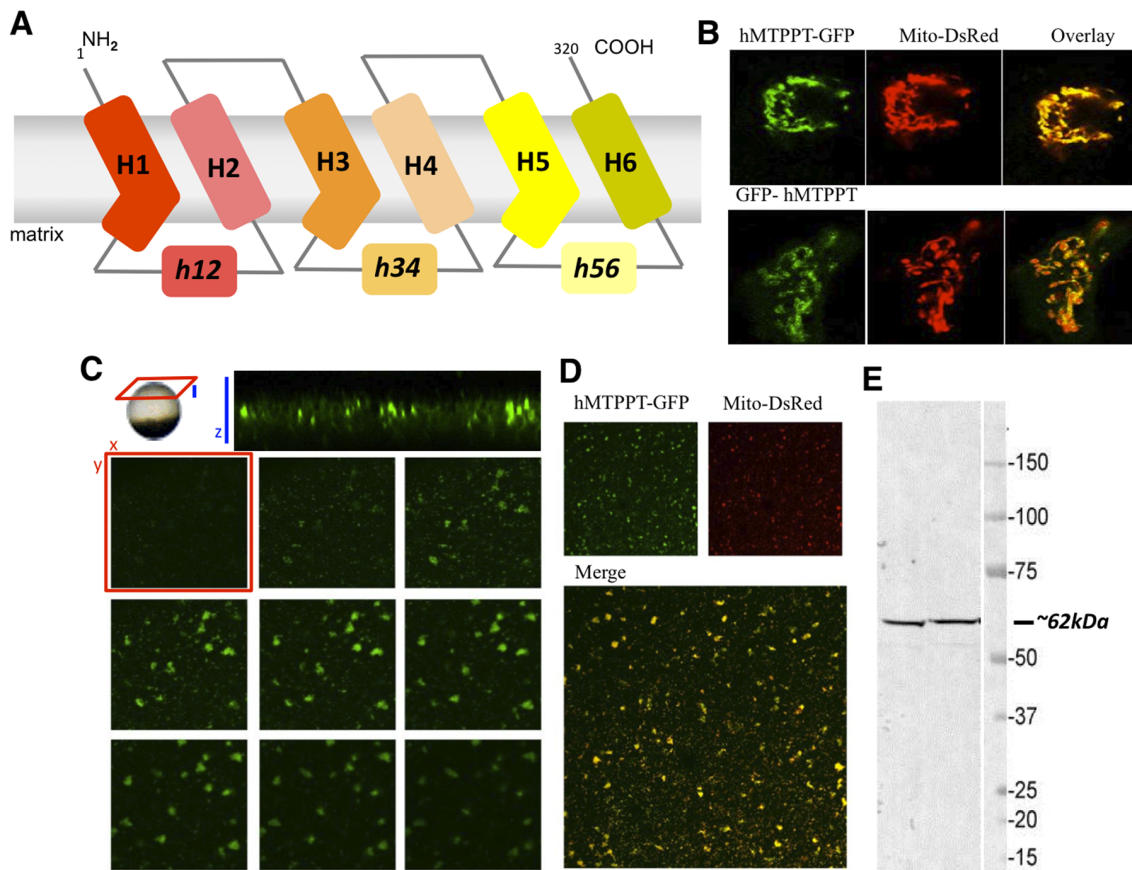 A
1
NH2
320
COOH
H1
H2
H3
H4
H5
H6
matrix
h12
h34
h56
B
hMTPPT-GFP
Mito-DsRed
Overlay
GFP- hMTPPT
C
z
x
y
D
hMTPPT-GFP
Mito-DsRed
Merge
E
-150
-100
-75
~62kDa
-50
-37
-25
-20
-15